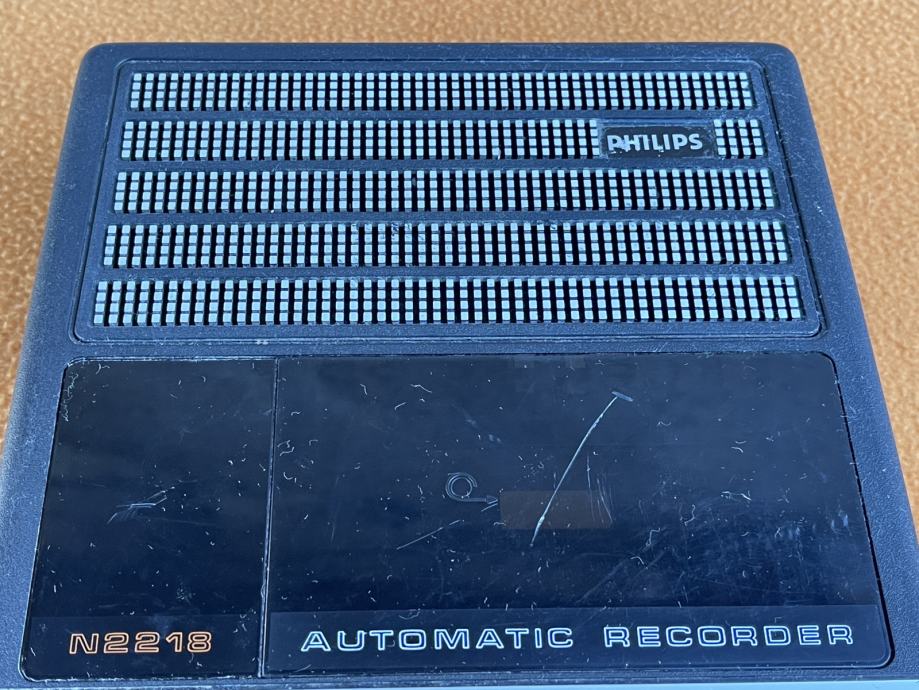 PHILIPS
N2218
AUTOMATIC RECORDER